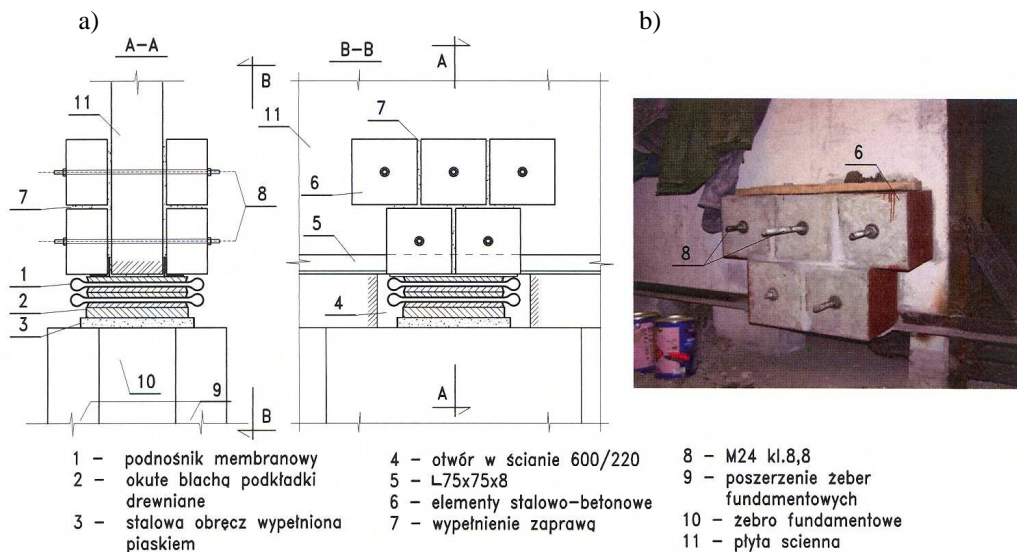 a)
b)
A-A
B-B
B
A
11
7
11
6
8
7
6
5
8
1
2
3
4
10
9
A
B
1 - podnośnik membranowy
2 - okute blachą podkładki
drewniane
3 - stalowa obręcz wypełniona
piaskiem
4 - otwór w ścianie 600/220
5 - L75x75x8
6 - elementy stalowo-betonowe
7 - wypełnienie zaprawą
8 - M24 kl.8,8
9 - poszerzenie żeber
fundamentowych
10 - żebro fundamentowe
11 - płyta scienna